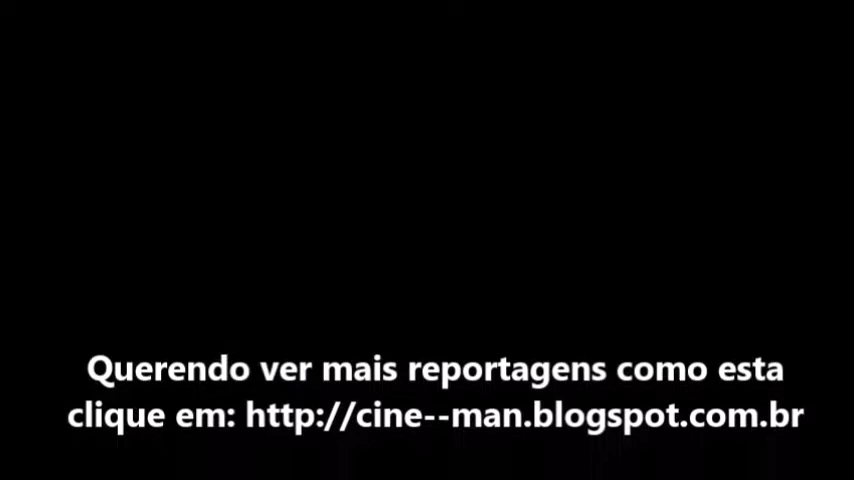 Querendo ver mais reportagens como esta
clique em: http://cine--man.blogspot.com.br